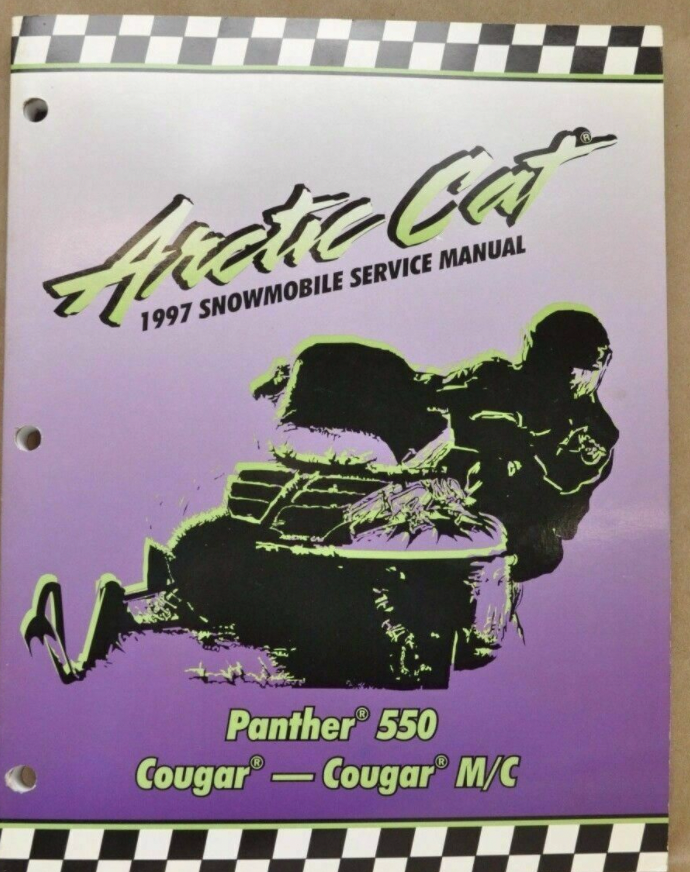 Arctic Cat®
1997 SNOWMOBILE SERVICE MANUAL
Panther® 550
Cougar® — Cougar® M/C